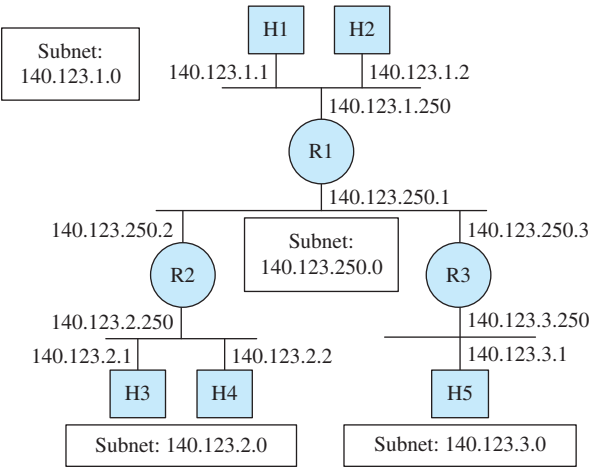 H1
H2
Subnet:
140.123.1.0
140.123.1.1
140.123.1.2
140.123.1.250
R1
140.123.250.1
140.123.250.2
Subnet:
140.123.250.0
140.123.250.3
R2
R3
140.123.2.250
140.123.3.250
140.123.2.1
140.123.2.2
140.123.3.1
H3
H4
H5
Subnet: 140.123.2.0
Subnet: 140.123.3.0